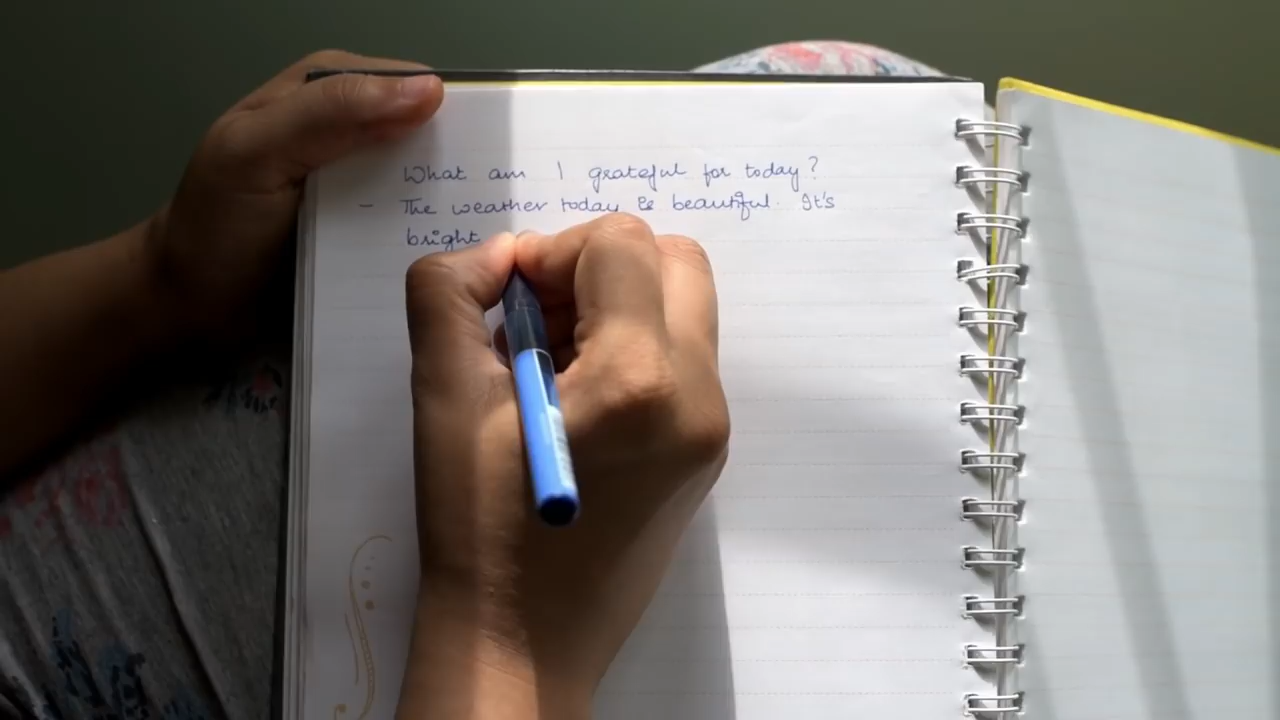 What am I grateful for today?
- The weather today is beautiful. It's
bright